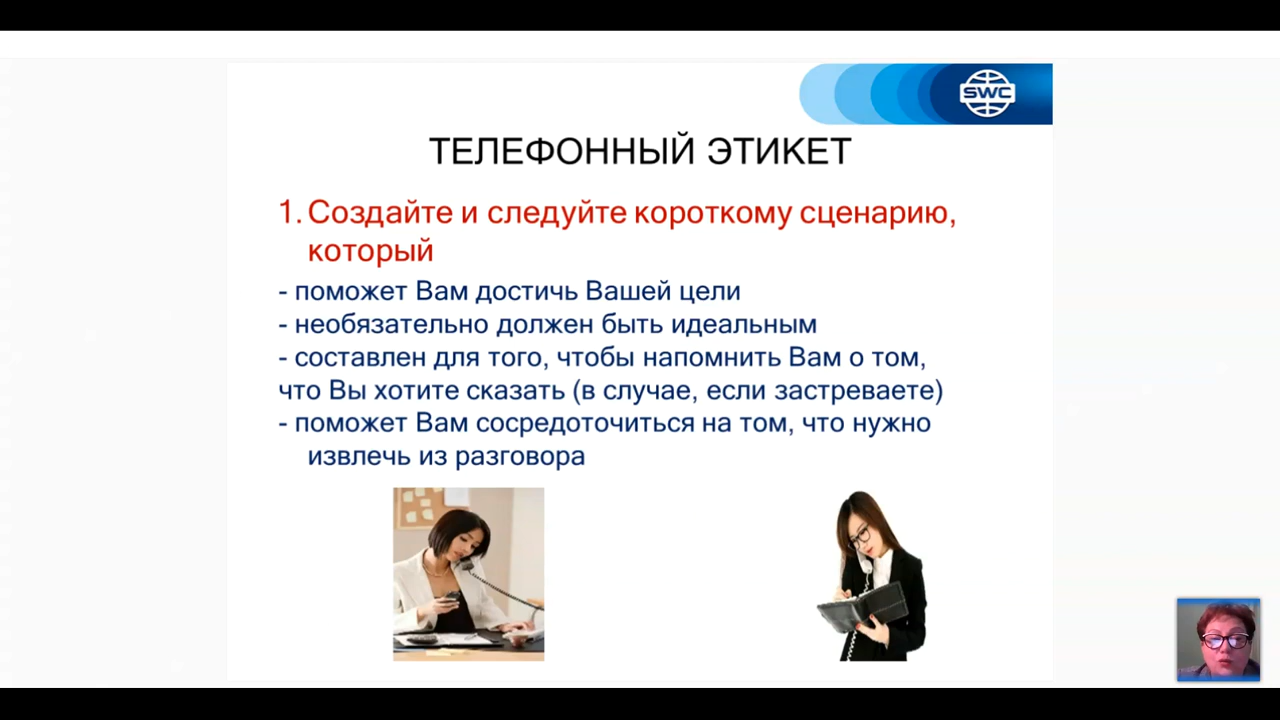 SWC
ТЕЛЕФОННЫЙ ЭТИКЕТ
1. Создайте и следуйте короткому сценарию,
который
- поможет Вам достичь Вашей цели
- необязательно должен быть идеальным
- составлен для того, чтобы напомнить Вам о том,
что Вы хотите сказать (в случае, если застреваете)
- поможет Вам сосредоточиться на том, что нужно
извлечь из разговора